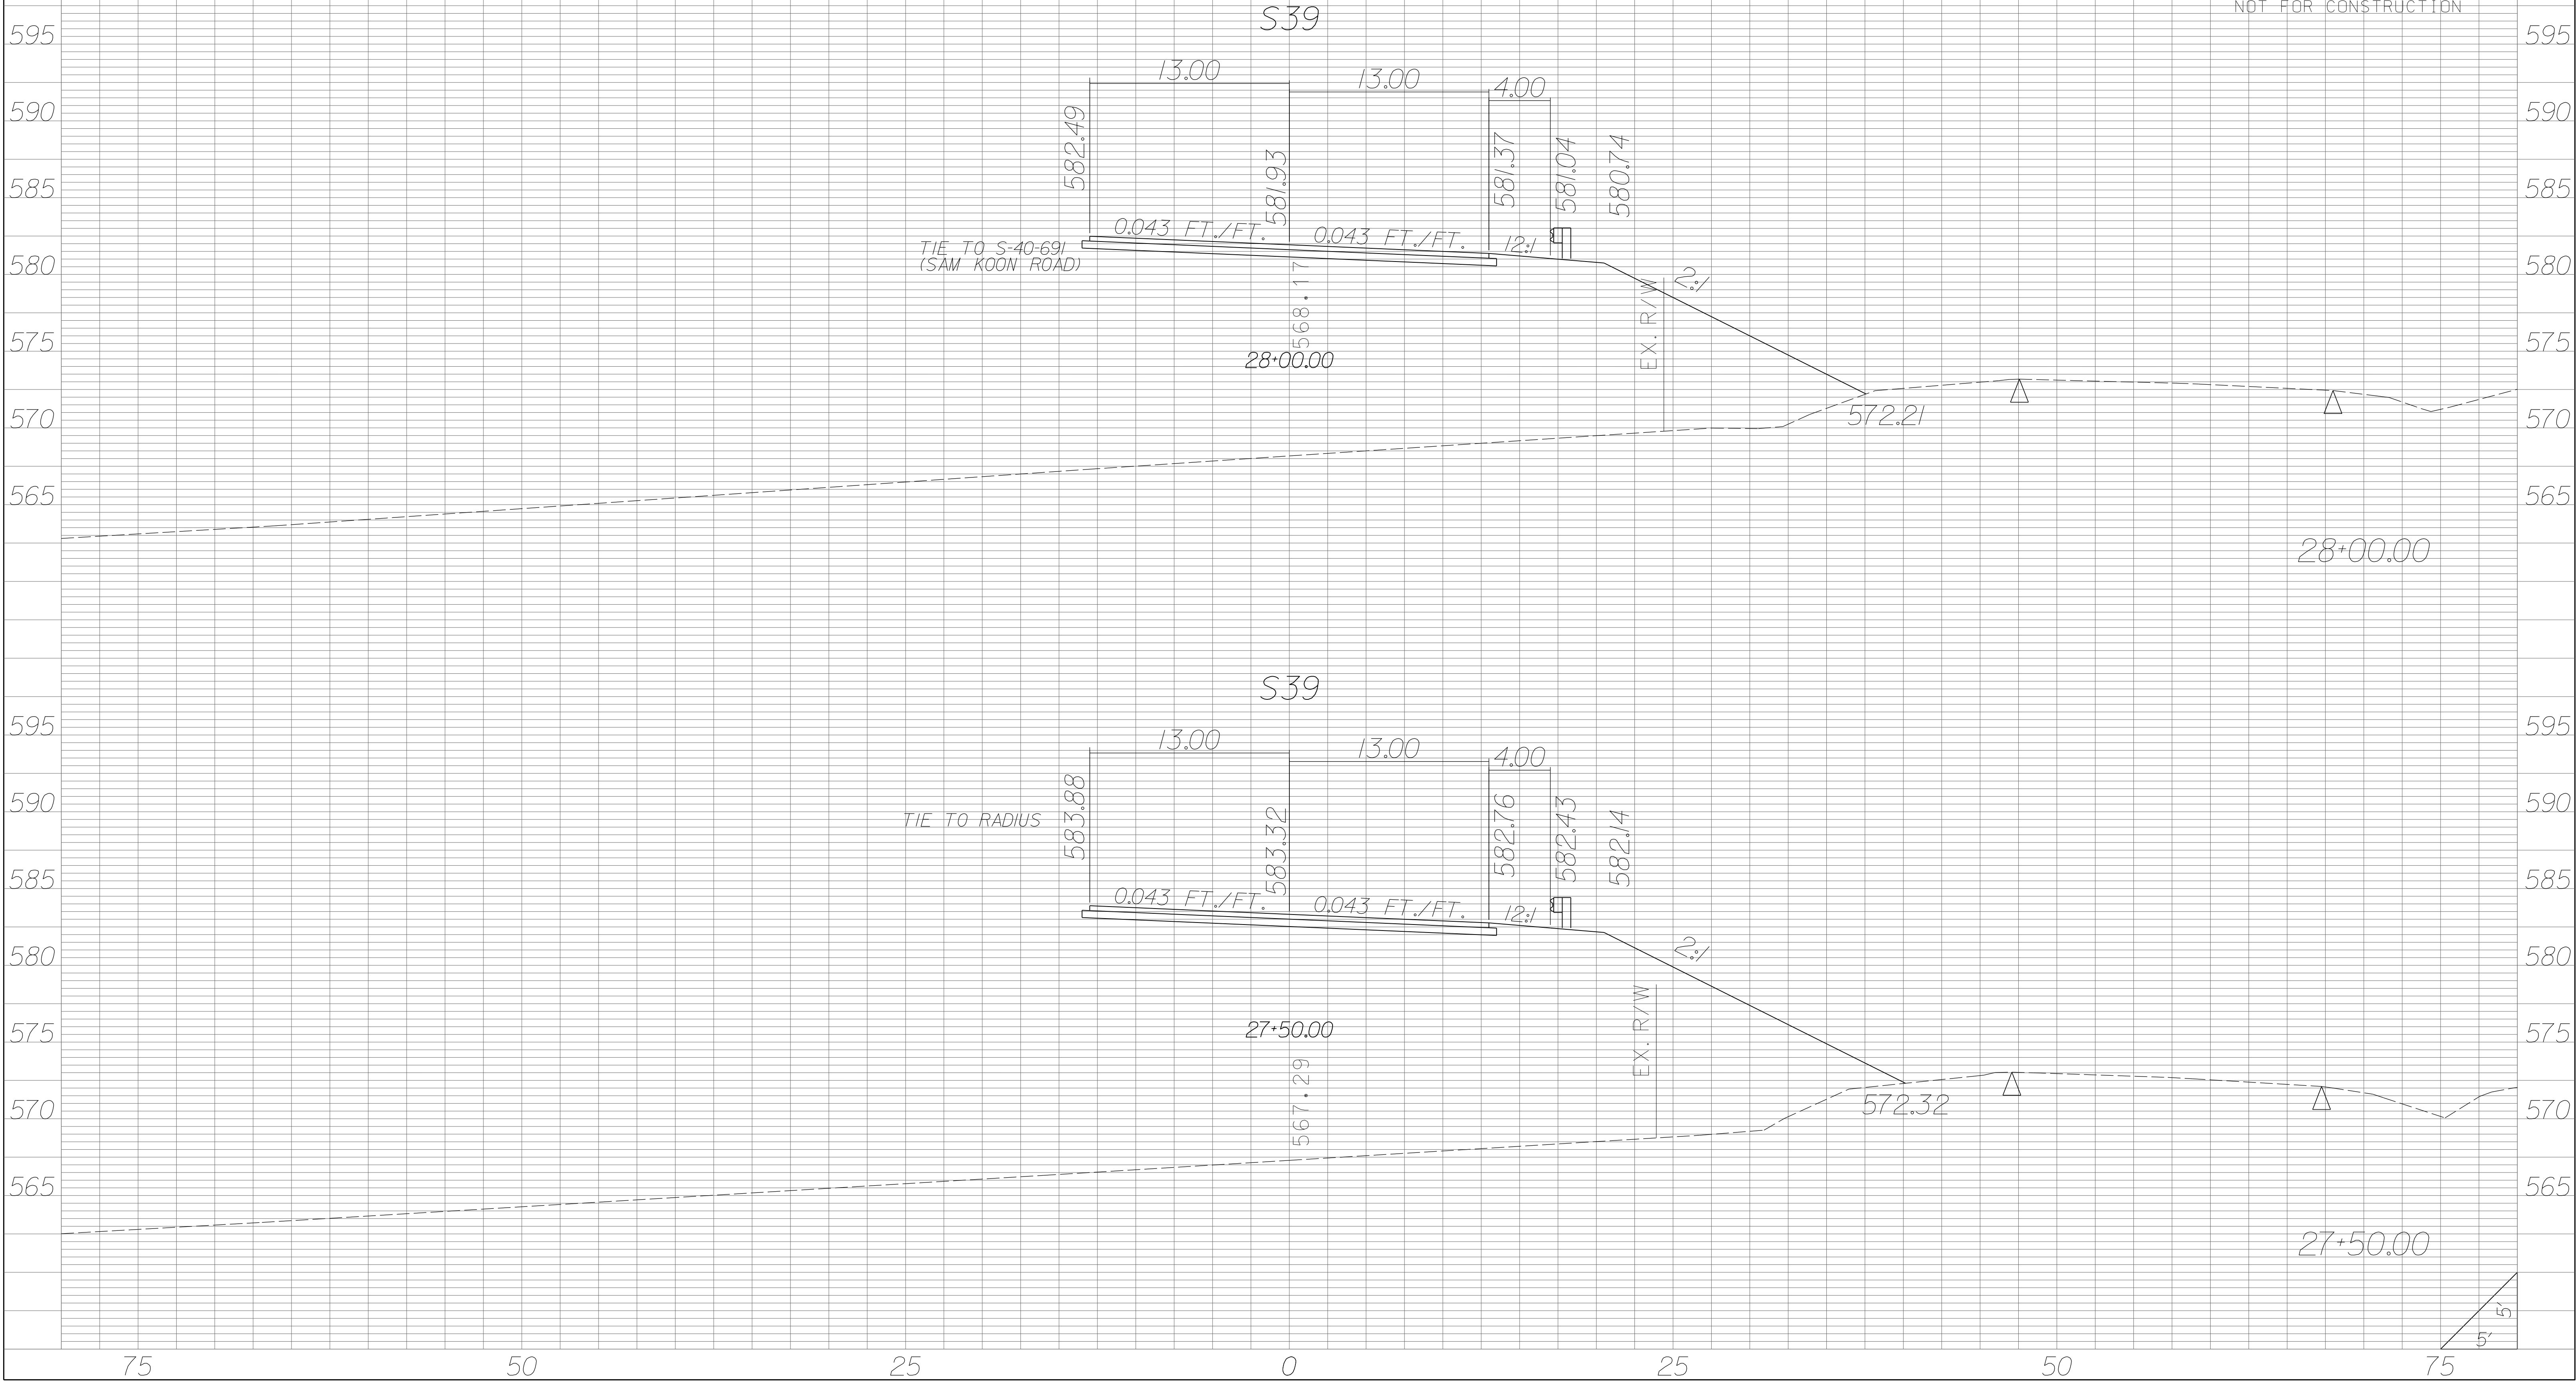 NOT FOR CONSTRUCTION
S39
595 595
13.00 13.00 4.00
590 590
582.49 581.93 581.37 581.04 580.74
585 585
0.043 FT./FT. 0.043 FT./FT. 12:1
TIE TO S-40-691
(SAM KOON ROAD)
580 580
2:1
568.17
EX. R/W
575 575
28+00.00
572.21
570 570
565 565
28+00.00
S39
595 595
13.00 13.00 4.00
590 590
TIE TO RADIUS
583.88 583.32 582.76 582.43 582.14
585 585
0.043 FT./FT. 0.043 FT./FT. 12:1
2:1
580 580
EX. R/W
575 575
27+50.00
567.29
572.32
570 570
565 565
27+50.00
5'
5'
75 50 25 0 25 50 75